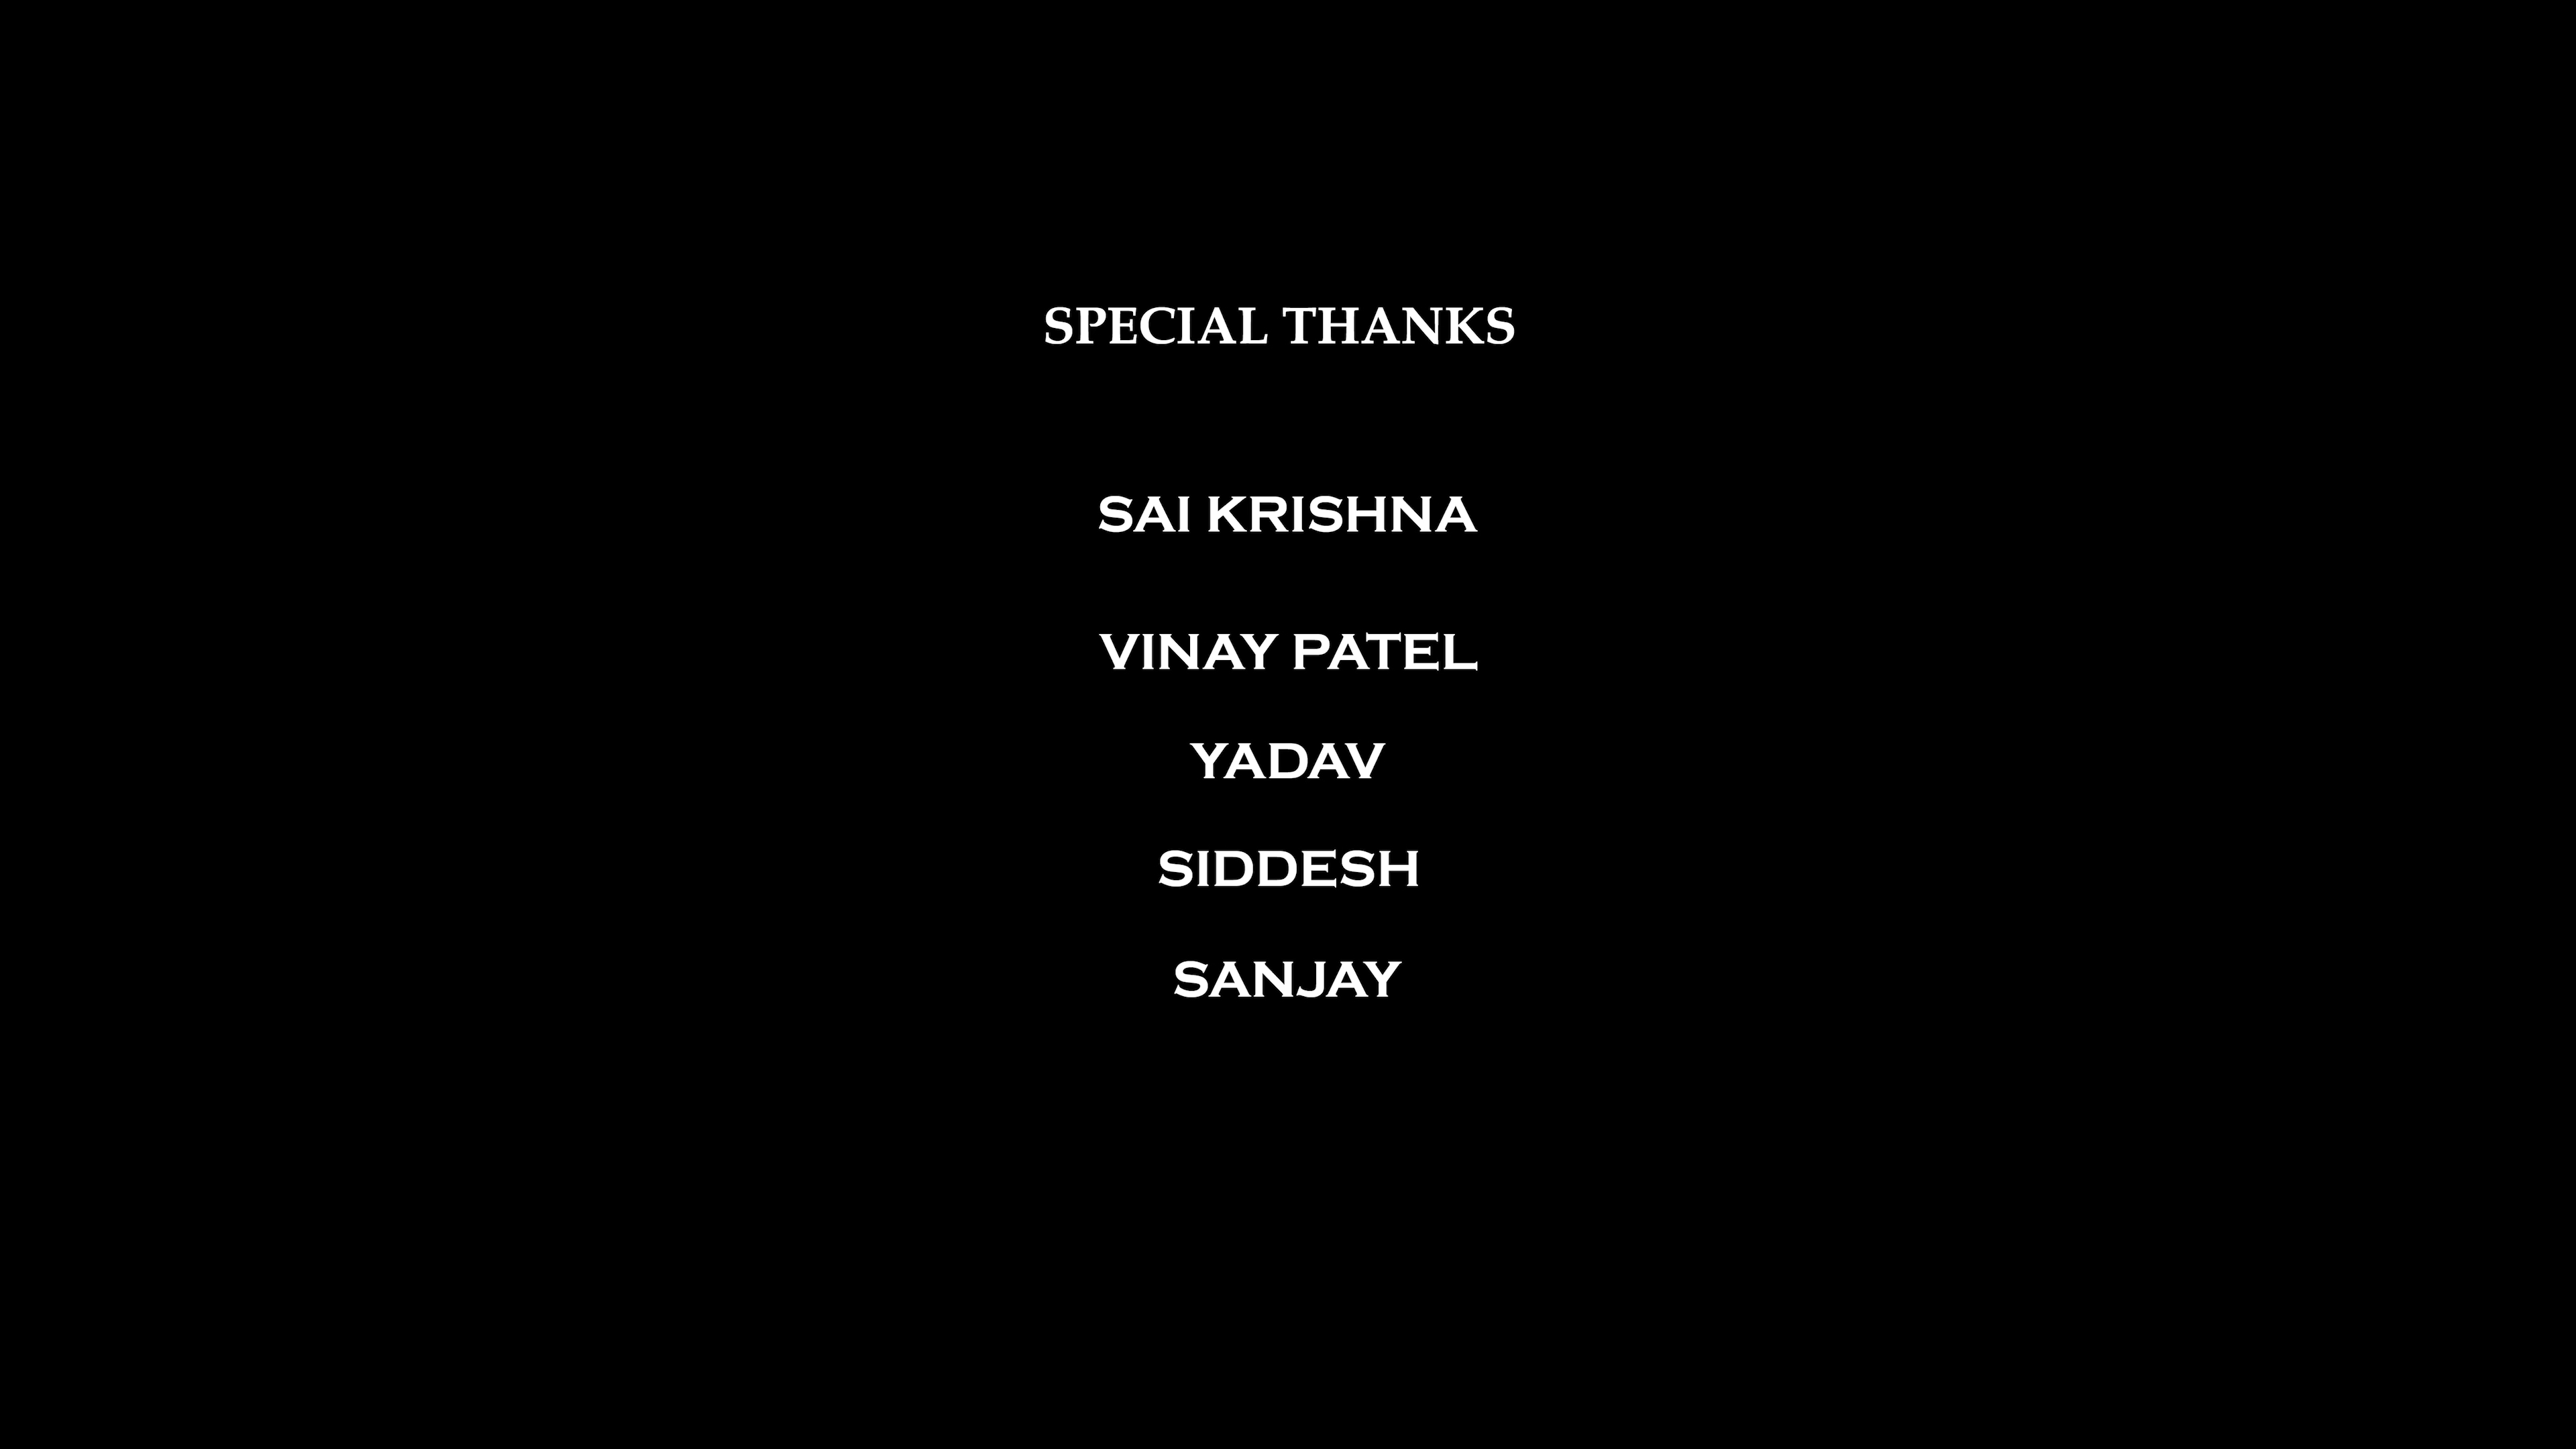 SPECIAL THANKS
SAI KRISHNA
VINAY PATEL
YADAV
SIDDESH
SANJAY